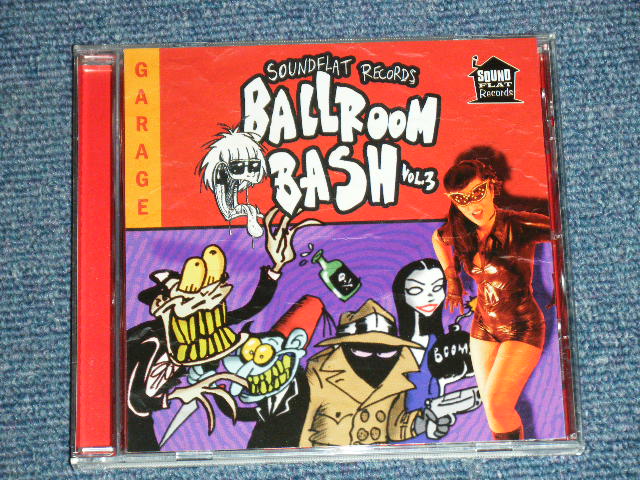 GARAGE
SOUNDFLAT RECORDS
BALLROOM
BASH VOL.3
SOUND
FLAT
Records
BOOM